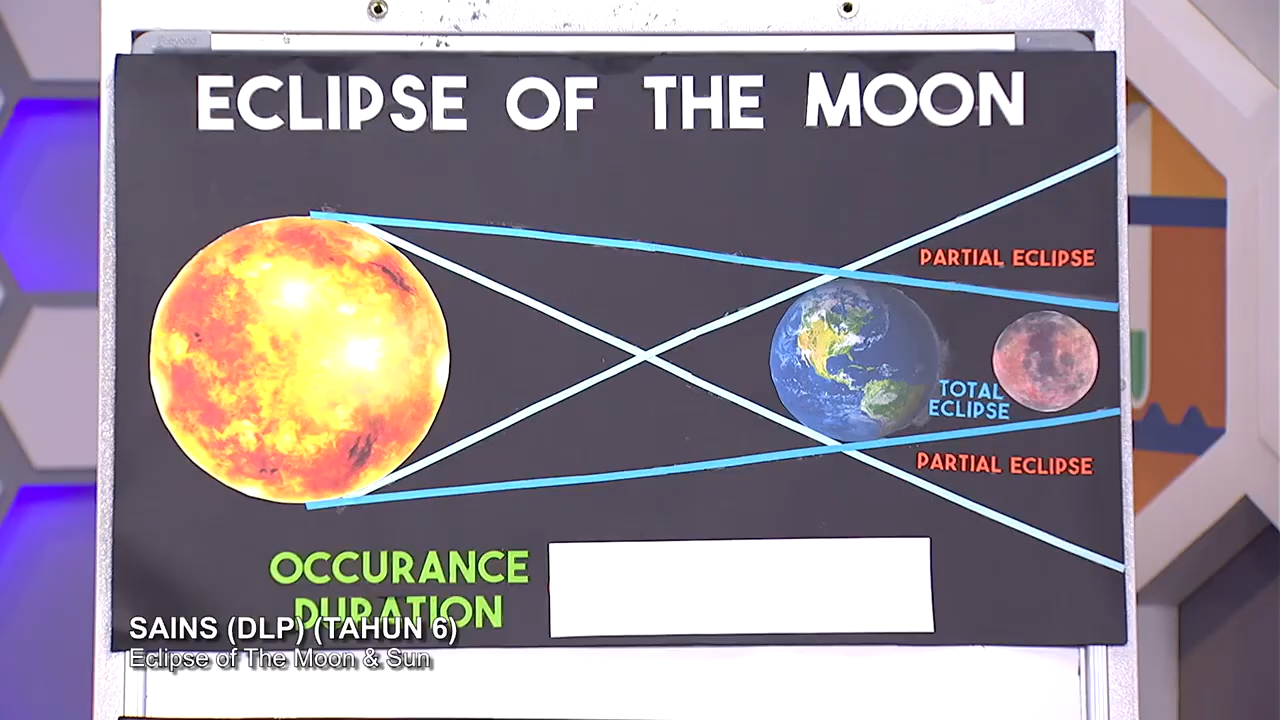 ECLIPSE OF THE MOON
PARTIAL ECLIPSE
TOTAL
ECLIPSE
PARTIAL ECLIPSE
OCCURANCE
DURATION
SAINS (DLP) (TAHUN 6)
Eclipse of The Moon & Sun